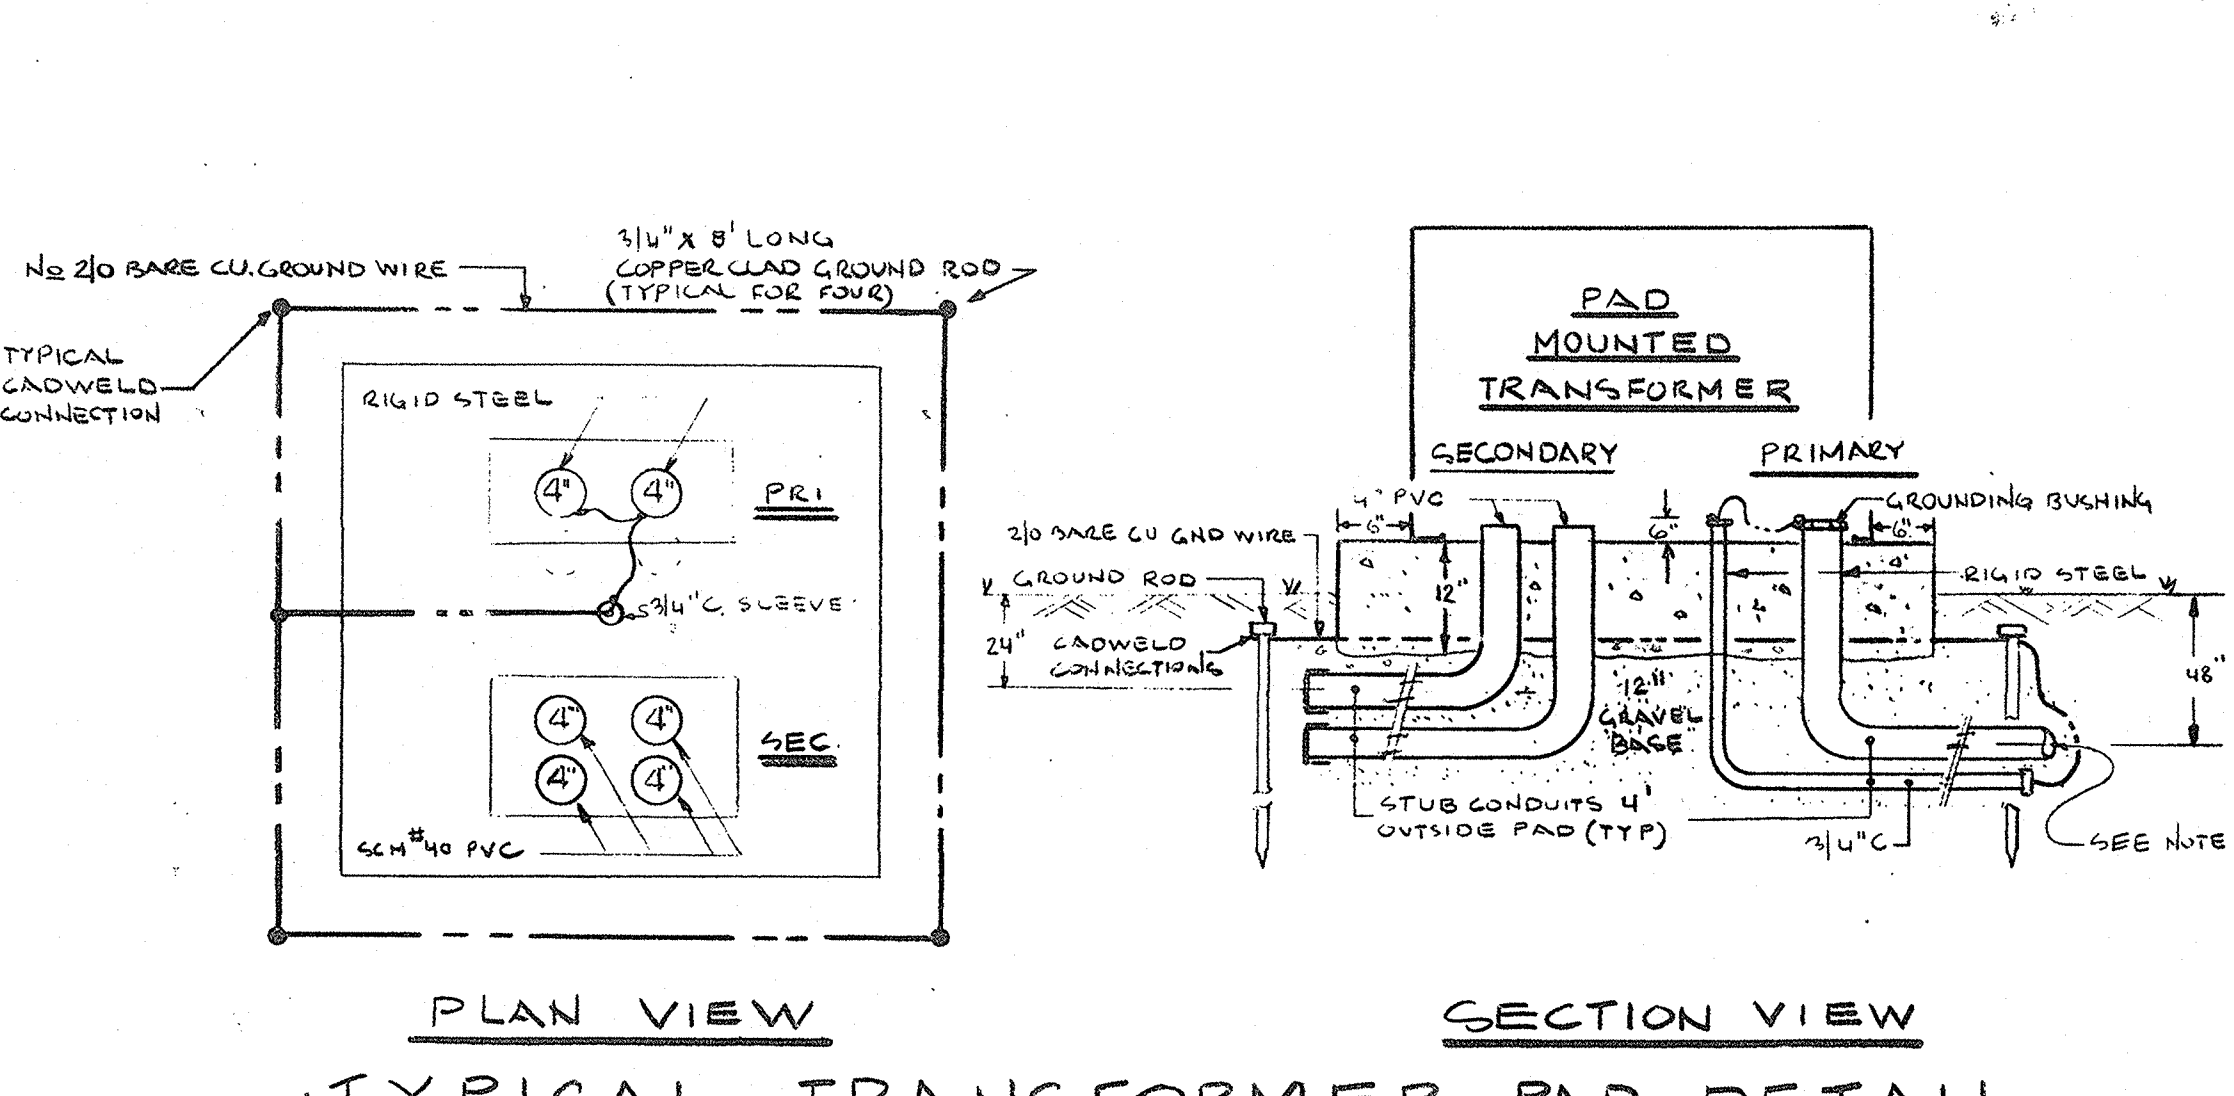 No 2/0 BARE CU. GROUND WIRE
3/4" X 8' LONG
COPPER CLAD GROUND ROD
(TYPICAL FOR FOUR)
TYPICAL
CADWELD
CONNECTION
RIGID STEEL
4" 4"
PRI
3/4" C. SLEEVE
4" 4"
4" 4"
SEC.
SCH #40 PVC
PLAN VIEW
PAD
MOUNTED
TRANSFORMER
SECONDARY PRIMARY
4" PVC
GROUNDING BUSHING
6" 6" 6"
2/0 BARE CU GND WIRE
GROUND ROD
RIGID STEEL
12"
24"
CADWELD
CONNECTIONS
48"
12"
GRAVEL
BASE
STUB CONDUITS 4'
OUTSIDE PAD (TYP)
3/4" C
SEE NOTE
SECTION VIEW
TYPICAL TRANSFORMER PAD DETAIL